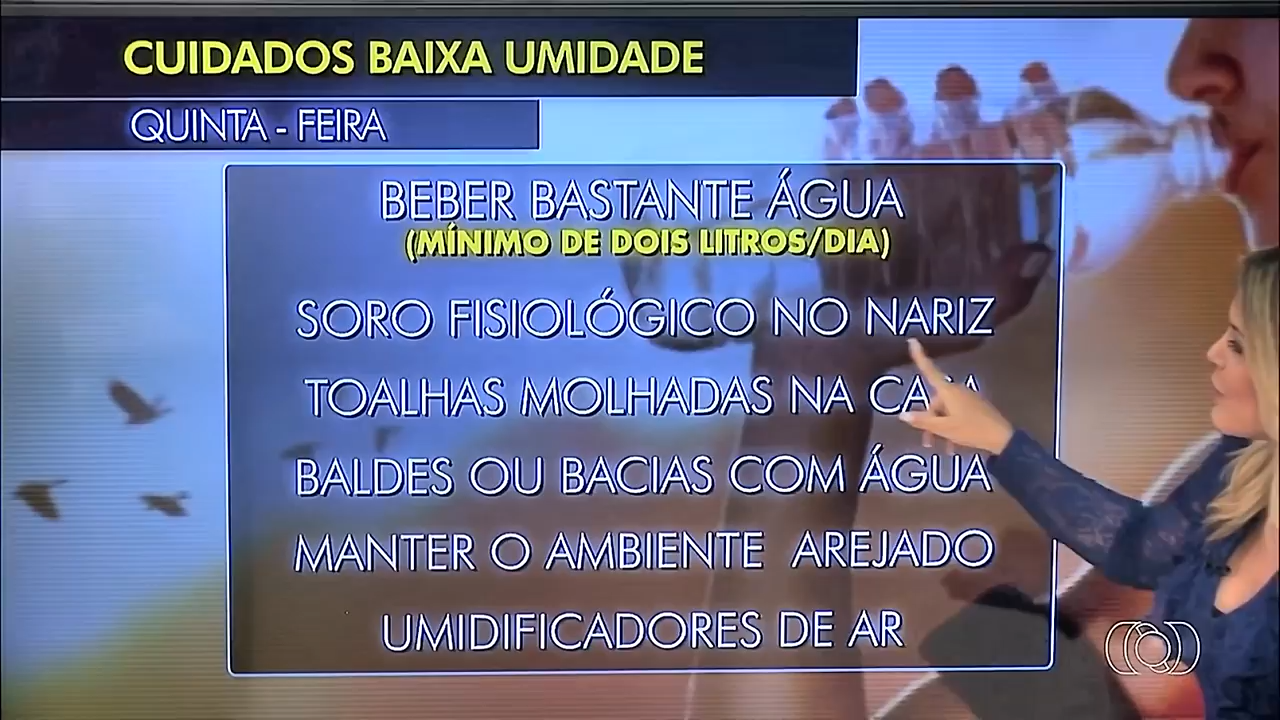 CUIDADOS BAIXA UMIDADE
QUINTA - FEIRA
BEBER BASTANTE ÁGUA
(MÍNIMO DE DOIS LITROS/DIA)
SORO FISIOLÓGICO NO NARIZ
TOALHAS MOLHADAS NA CASA
BALDES OU BACIAS COM ÁGUA
MANTER O AMBIENTE AREJADO
UMIDIFICADORES DE AR